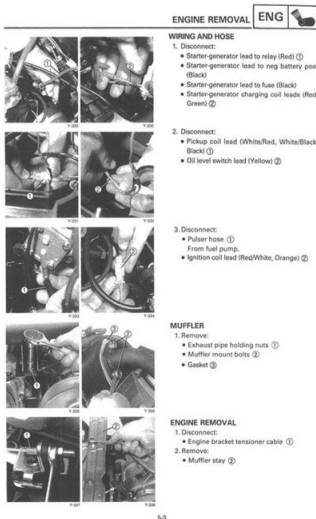 ENGINE REMOVAL ENG
WIRING AND HOSE
1. Disconnect:
• Starter-generator lead to relay (Red) ①
• Starter-generator lead to neg battery post
(Black)
• Starter-generator lead to fuse (Black)
• Starter-generator charging coil leads (Red
Green) ②
2. Disconnect:
• Pickup coil lead (White/Red, White/Black
Black) ①
• Oil level switch lead (Yellow) ②
3. Disconnect:
• Pulser hose ①
From fuel pump.
• Ignition coil lead (Red/White, Orange) ②
MUFFLER
1. Remove:
• Exhaust pipe holding nuts ①
• Muffler mount bolts ②
• Gasket ③
ENGINE REMOVAL
1. Disconnect:
• Engine bracket tensioner cable ①
2. Remove:
• Muffler stay ②
5-3